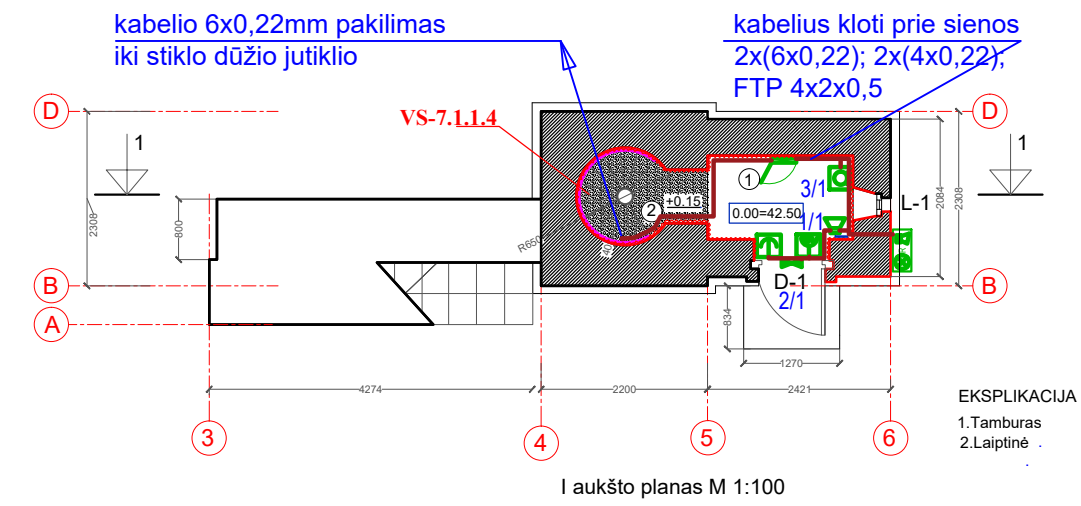 kabelio 6x0,22mm pakilimas
iki stiklo dūžio jutiklio
kabelius kloti prie sienos
2x(6x0,22); 2x(4x0,22);
FTP 4x2x0,5
D
D
VS-7.1.1.4
1
1
1
3/1
L-1
2
+0.15
0.00=42.50
1/1
2308
800
2084
2308
R650
40
B
B
D-1
2/1
A
834
1270
4274
2200
2421
3
4
5
6
EKSPLIKACIJA
1.Tamburas
2.Laiptinė
I aukšto planas M 1:100